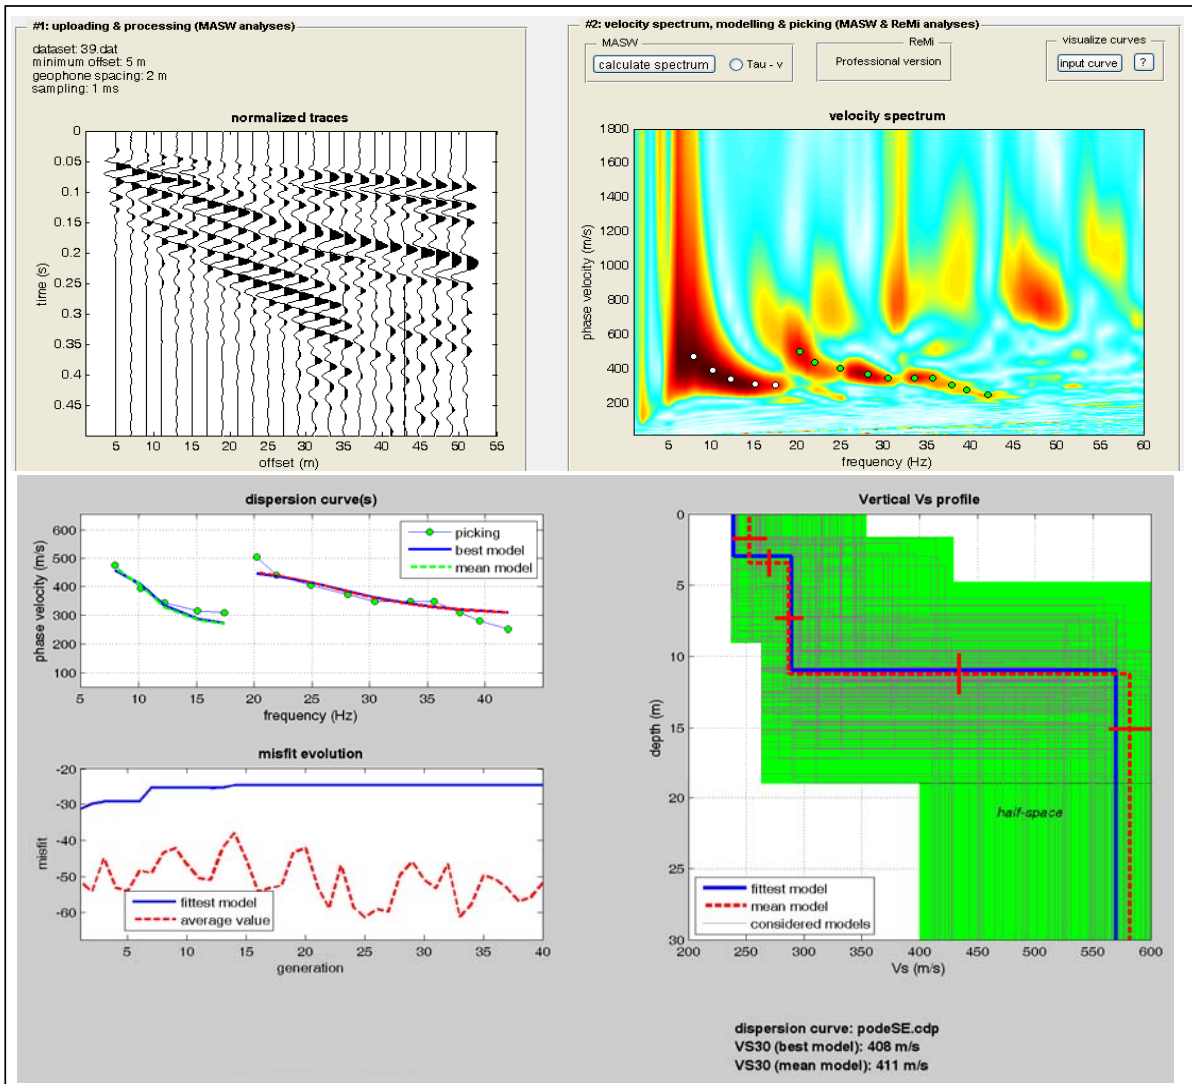 #1: uploading & processing (MASW analyses)
dataset: 39.dat
minimum offset: 5 m
geophone spacing: 2 m
sampling: 1 ms
normalized traces
0
0.05
0.1
0.15
0.2
0.25
0.3
0.35
0.4
0.45
time (s)
5 10 15 20 25 30 35 40 45 50 55
offset (m)
#2: velocity spectrum, modelling & picking (MASW & ReMi analyses)
MASW
calculate spectrum
Tau - v
ReMi
Professional version
visualize curves
input curve
?
velocity spectrum
1800
1600
1400
1200
1000
800
600
400
200
phase velocity (m/s)
5 10 15 20 25 30 35 40 45 50 55 60
frequency (Hz)
dispersion curve(s)
600
500
400
300
200
100
phase velocity (m/s)
picking
best model
mean model
5 10 15 20 25 30 35 40
frequency (Hz)
misfit evolution
-20
-30
-40
-50
-60
misfit
fittest model
average value
5 10 15 20 25 30 35 40
generation
Vertical Vs profile
0
5
10
15
20
25
30
depth (m)
half-space
fittest model
mean model
considered models
200 250 300 350 400 450 500 550 600
Vs (m/s)
dispersion curve: podeSE.cdp
VS30 (best model): 408 m/s
VS30 (mean model): 411 m/s